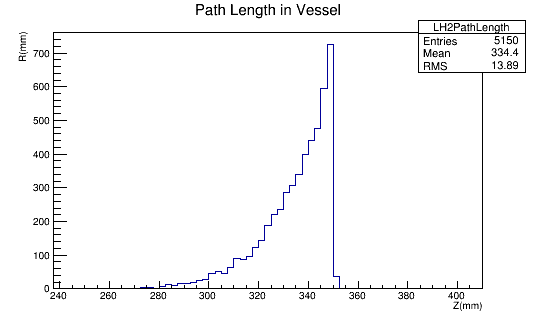 Path Length in Vessel
LH2PathLength
Entries 5150
Mean 334.4
RMS 13.89
R(mm)
700
600
500
400
300
200
100
0
240 260 280 300 320 340 360 380 400
Z(mm)